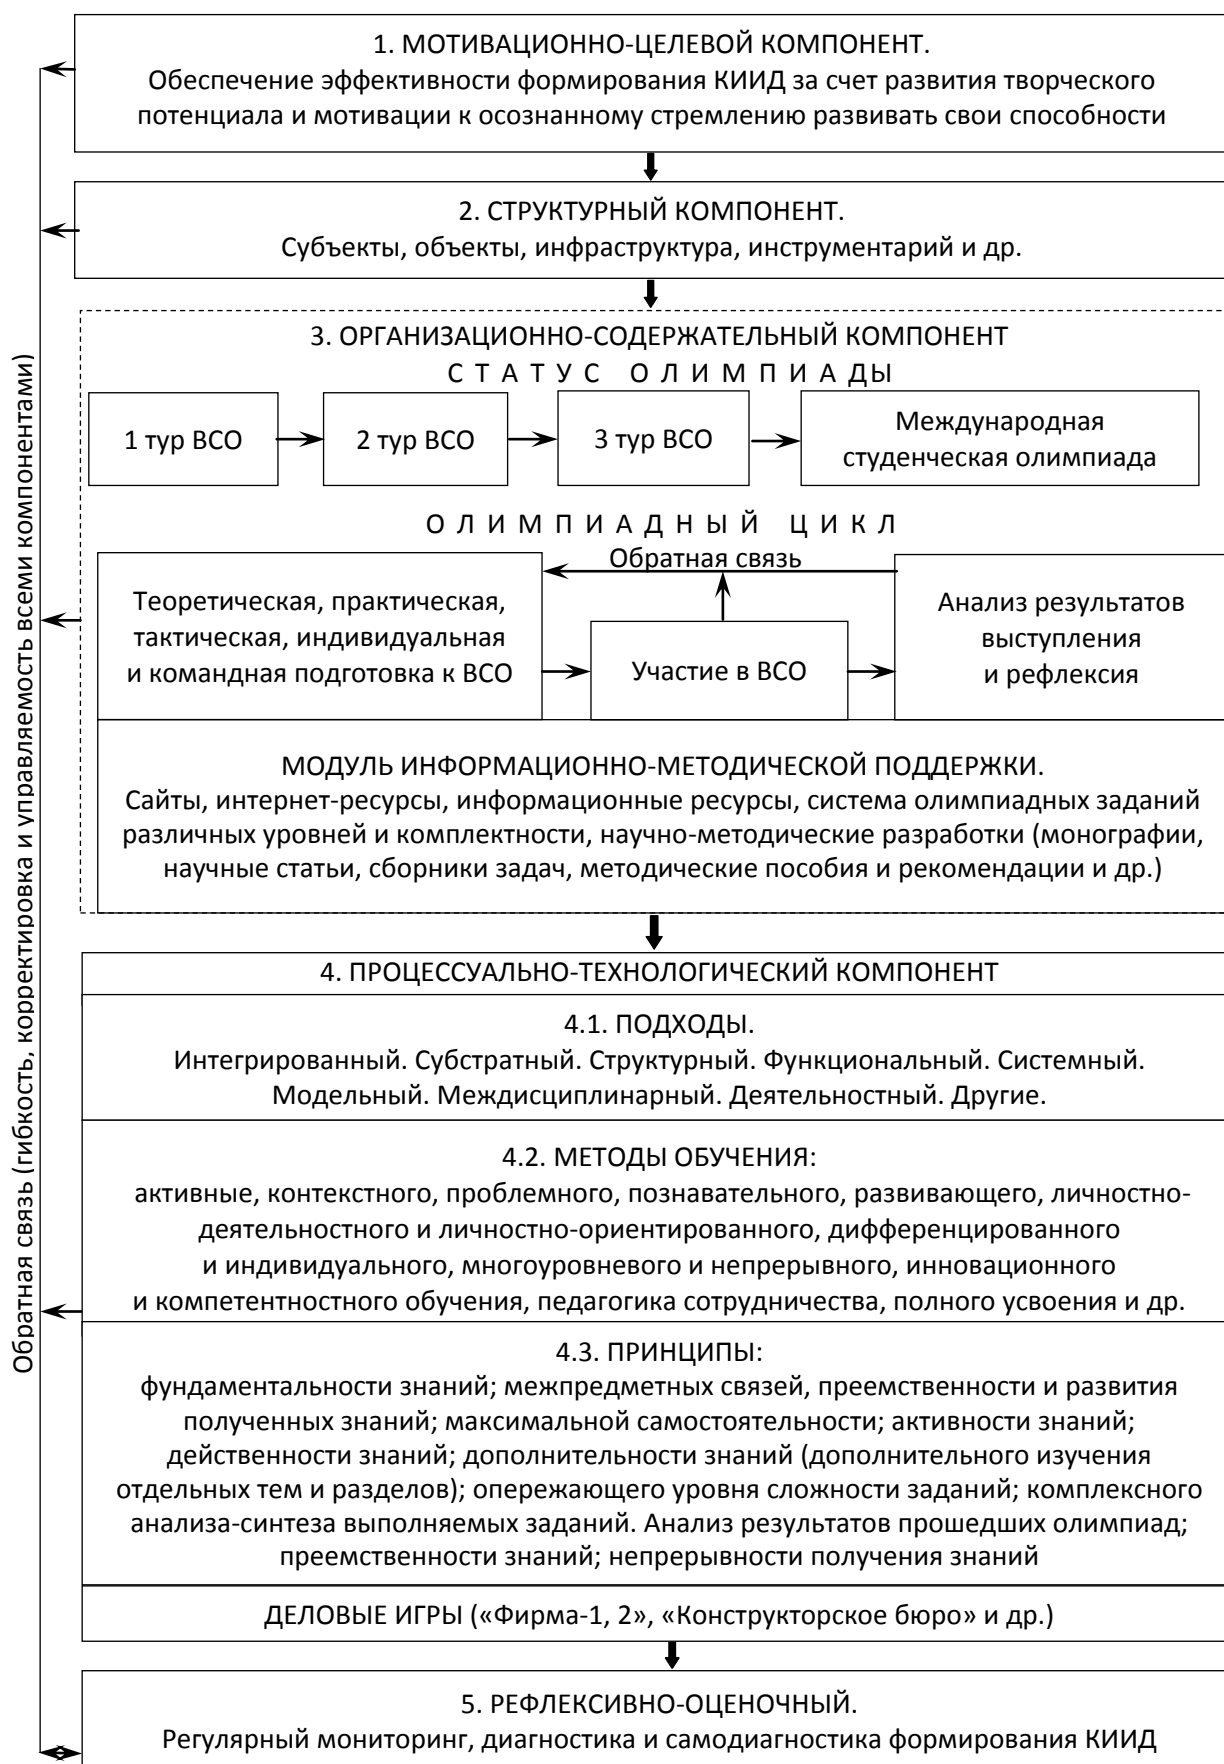 1. МОТИВАЦИОННО-ЦЕЛЕВОЙ КОМПОНЕНТ.
Обеспечение эффективности формирования КИИД за счет развития творческого
потенциала и мотивации к осознанному стремлению развивать свои способности
2. СТРУКТУРНЫЙ КОМПОНЕНТ.
Субъекты, объекты, инфраструктура, инструментарий и др.
3. ОРГАНИЗАЦИОННО-СОДЕРЖАТЕЛЬНЫЙ КОМПОНЕНТ
С Т А Т У С О Л И М П И А Д Ы
1 тур ВСО
2 тур ВСО
3 тур ВСО
Международная
студенческая олимпиада
О Л И М П И А Д Н Ы Й Ц И К Л
Обратная связь
Теоретическая, практическая,
тактическая, индивидуальная
и командная подготовка к ВСО
Участие в ВСО
Анализ результатов
выступления
и рефлексия
МОДУЛЬ ИНФОРМАЦИОННО-МЕТОДИЧЕСКОЙ ПОДДЕРЖКИ.
Сайты, интернет-ресурсы, информационные ресурсы, система олимпиадных заданий
различных уровней и комплектности, научно-методические разработки (монографии,
научные статьи, сборники задач, методические пособия и рекомендации и др.)
4. ПРОЦЕССУАЛЬНО-ТЕХНОЛОГИЧЕСКИЙ КОМПОНЕНТ
4.1. ПОДХОДЫ.
Интегрированный. Субстратный. Структурный. Функциональный. Системный.
Модельный. Междисциплинарный. Деятельностный. Другие.
4.2. МЕТОДЫ ОБУЧЕНИЯ:
активные, контекстного, проблемного, познавательного, развивающего, личностно-
деятельностного и личностно-ориентированного, дифференцированного
и индивидуального, многоуровневого и непрерывного, инновационного
и компетентностного обучения, педагогика сотрудничества, полного усвоения и др.
4.3. ПРИНЦИПЫ:
фундаментальности знаний; межпредметных связей, преемственности и развития
полученных знаний; максимальной самостоятельности; активности знаний;
действенности знаний; дополнительности знаний (дополнительного изучения
отдельных тем и разделов); опережающего уровня сложности заданий; комплексного
анализа-синтеза выполняемых заданий. Анализ результатов прошедших олимпиад;
преемственности знаний; непрерывности получения знаний
ДЕЛОВЫЕ ИГРЫ («Фирма-1, 2», «Конструкторское бюро» и др.)
5. РЕФЛЕКСИВНО-ОЦЕНОЧНЫЙ.
Регулярный мониторинг, диагностика и самодиагностика формирования КИИД
Обратная связь (гибкость, корректировка и управляемость всеми компонентами)